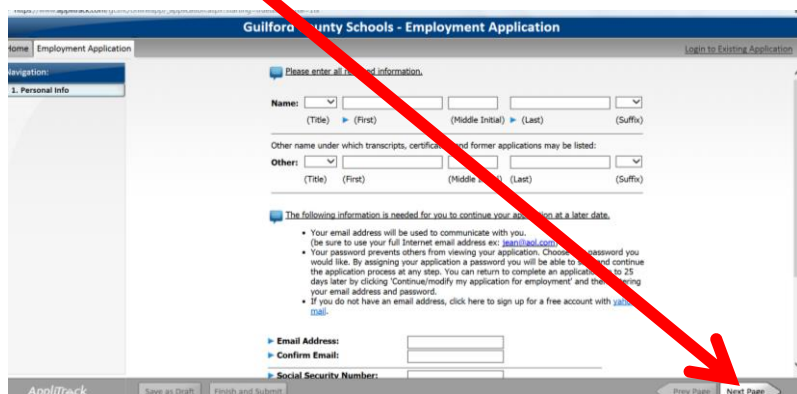 Guilford County Schools - Employment Application
Home Employment Application Login to Existing Application
Navigation:
1. Personal Info
Please enter all required information.
Name:
(Title) (First) (Middle Initial) (Last) (Suffix)
Other name under which transcripts, certificates, and former applications may be listed:
Other:
(Title) (First) (Middle Initial) (Last) (Suffix)
The following information is needed for you to continue your application at a later date.
• Your email address will be used to communicate with you.
(be sure to use your full Internet email address ex: jean@aol.com)
• Your password prevents others from viewing your application. Choose password you
would like. By assigning your application a password you will be able to and continue
the application process at any step. You can return to complete an application up to 25
days later by clicking 'Continue/modify my application for employment' and then entering
your email address and password.
• If you do not have an email address, click here to sign up for a free account with
mail.
Email Address:
Confirm Email:
Social Security Number:
AppliTrack Save as Draft Finish and Submit Prev Page Next Page